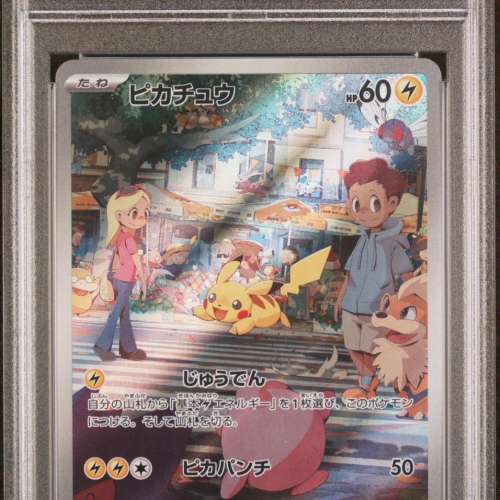 たね
ピカチュウ
HP60
じゅうでん
自分の山札から「基本エネルギー」を1枚選び、このポケモン
につける。そして山札を切る。
ピカパンチ 50